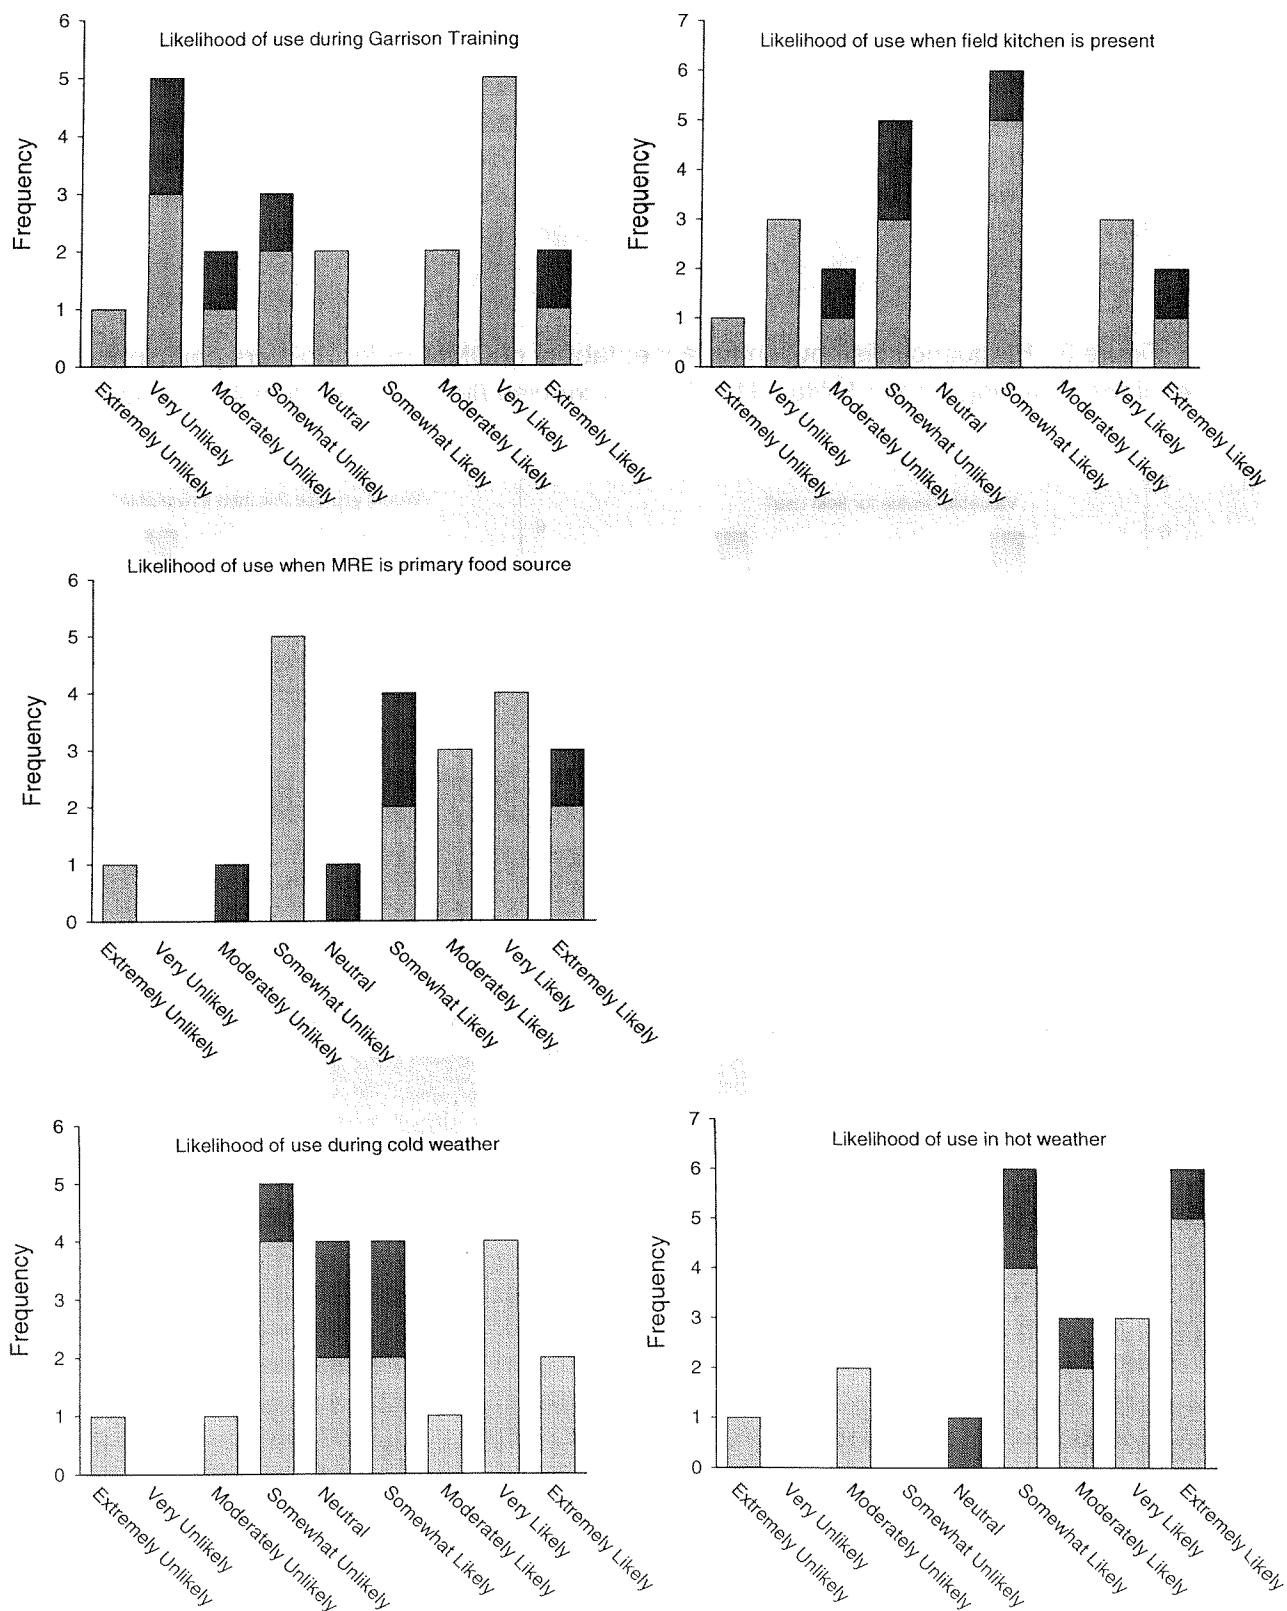 Likelihood of use during Garrison Training
Frequency
6
5
4
3
2
1
0
Extremely Unlikely
Very Unlikely
Moderately Unlikely
Somewhat Unlikely
Neutral
Somewhat Likely
Moderately Likely
Very Likely
Extremely Likely
Likelihood of use when field kitchen is present
Frequency
7
6
5
4
3
2
1
0
Extremely Unlikely
Very Unlikely
Moderately Unlikely
Somewhat Unlikely
Neutral
Somewhat Likely
Moderately Likely
Very Likely
Extremely Likely
Likelihood of use when MRE is primary food source
Frequency
6
5
4
3
2
1
0
Extremely Unlikely
Very Unlikely
Moderately Unlikely
Somewhat Unlikely
Neutral
Somewhat Likely
Moderately Likely
Very Likely
Extremely Likely
Likelihood of use during cold weather
Frequency
6
5
4
3
2
1
0
Extremely Unlikely
Very Unlikely
Moderately Unlikely
Somewhat Unlikely
Neutral
Somewhat Likely
Moderately Likely
Very Likely
Extremely Likely
Likelihood of use in hot weather
Frequency
7
6
5
4
3
2
1
0
Extremely Unlikely
Very Unlikely
Moderately Unlikely
Somewhat Unlikely
Neutral
Somewhat Likely
Moderately Likely
Very Likely
Extremely Likely